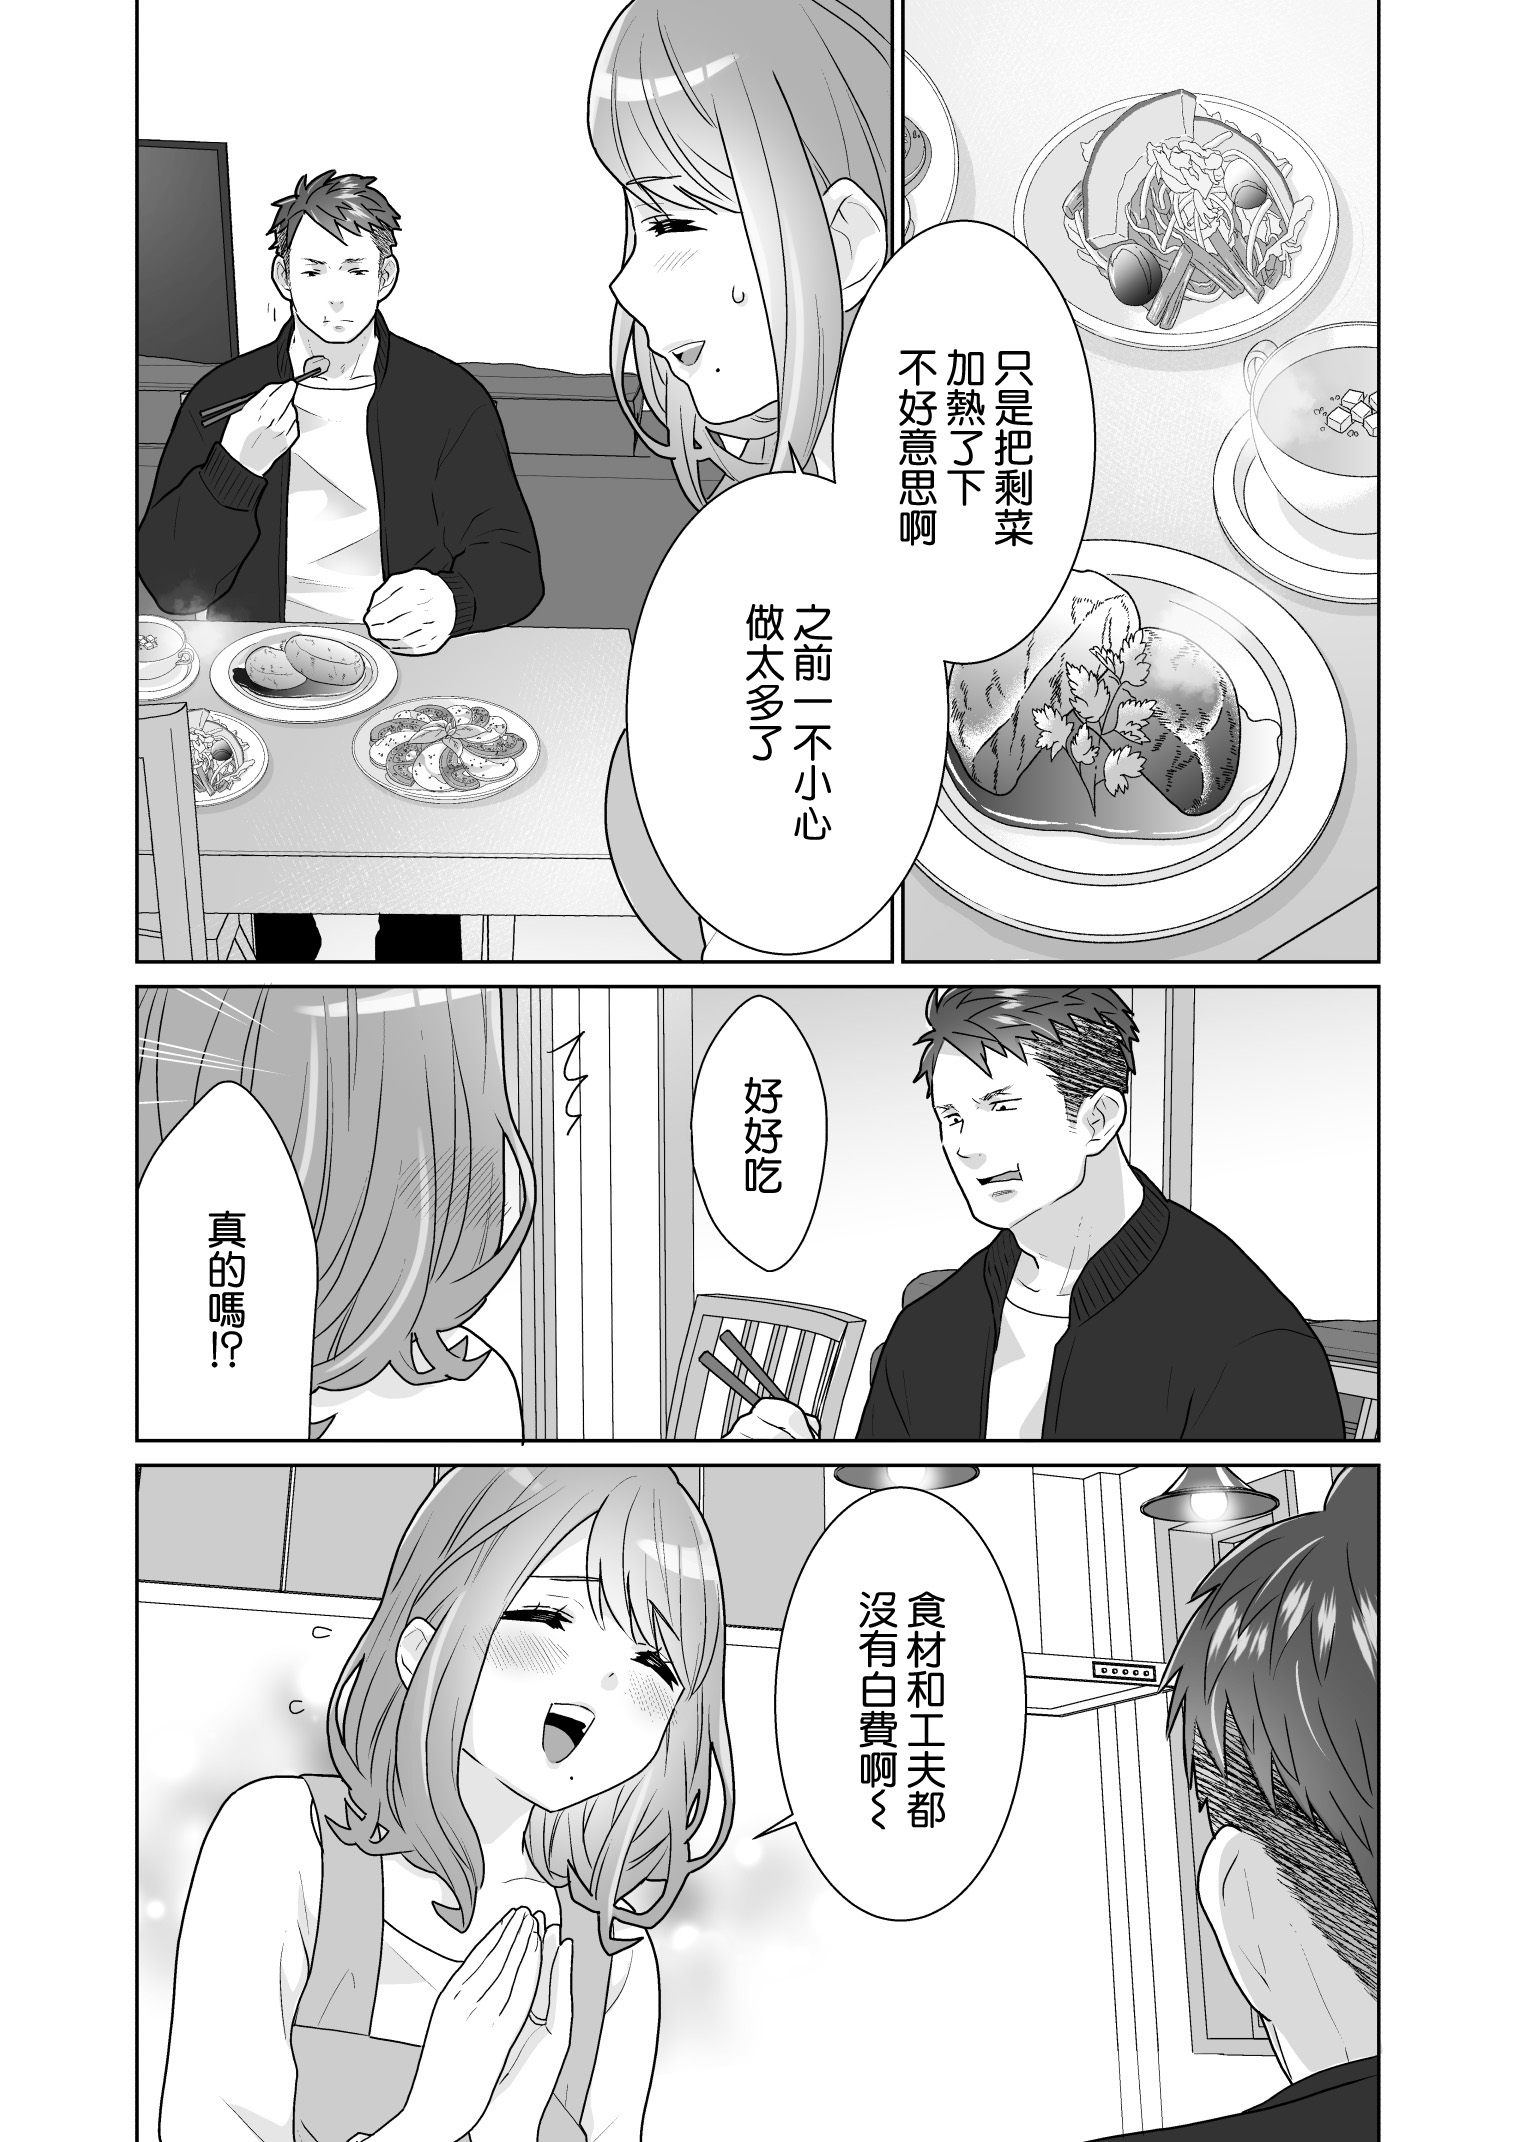 只是把剩菜
加熱了下
不好意思啊
之前一不小心
做太多了
好好吃
真的嗎!?
食材和工夫都
沒有白費啊~